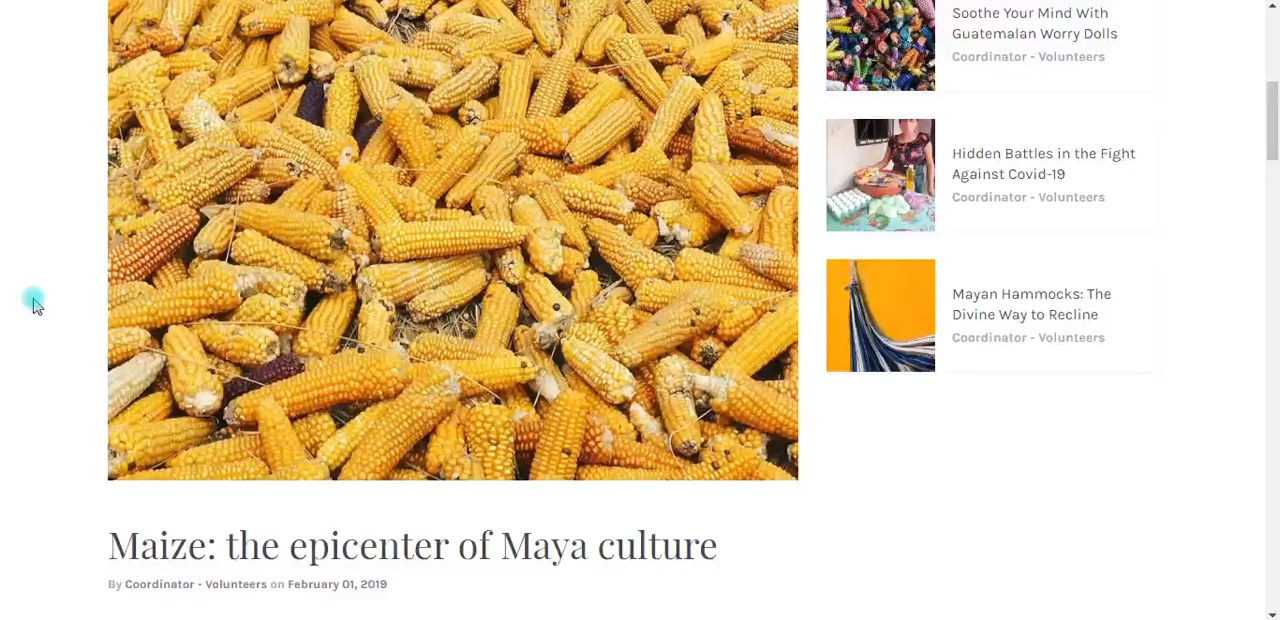 Soothe Your Mind With
Guatemalan Worry Dolls
Coordinator - Volunteers
Hidden Battles in the Fight
Against Covid-19
Coordinator - Volunteers
Mayan Hammocks: The
Divine Way to Recline
Coordinator - Volunteers
Maize: the epicenter of Maya culture
By Coordinator - Volunteers on February 01, 2019